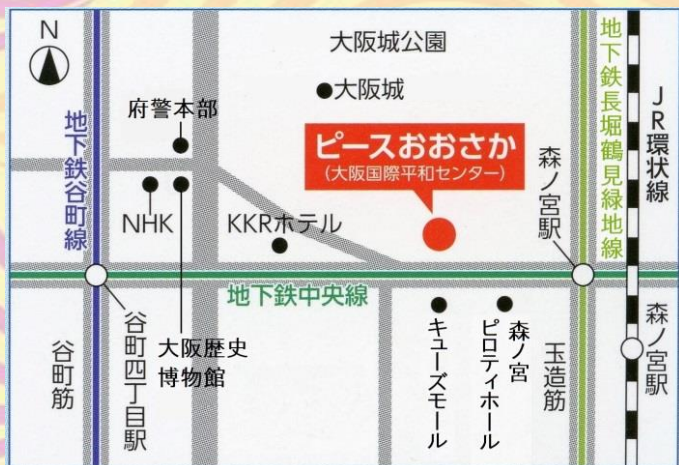 N
大阪城公園
大阪城
府警本部
地下鉄谷町線
ピースおおさか
(大阪国際平和センター)
地下鉄長堀鶴見緑地線
JR環状線
森ノ宮駅
NHK
KKRホテル
地下鉄中央線
谷町筋
谷町四丁目駅
大阪歴史
博物館
キューズモール
森ノ宮
ピロティホール
玉造筋
森ノ宮駅